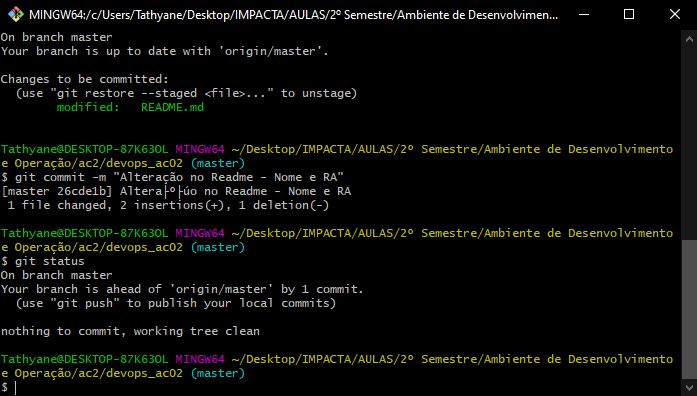 MINGW64:/c/Users/Tathyane/Desktop/IMPACTA/AULAS/2º Semestre/Ambiente de Desenvolvimen...
On branch master
Your branch is up to date with 'origin/master'.
Changes to be committed:
(use "git restore --staged <file>..." to unstage)
modified:   README.md
Tathyane@DESKTOP-87K63OL MINGW64 ~/Desktop/IMPACTA/AULAS/2º Semestre/Ambiente de Desenvolvimento
e Operação/ac2/devops_ac02 (master)
$ git commit -m "Alteração no Readme - Nome e RA"
[master 26cde1b] Altera├º├úo no Readme - Nome e RA
1 file changed, 2 insertions(+), 1 deletion(-)
Tathyane@DESKTOP-87K63OL MINGW64 ~/Desktop/IMPACTA/AULAS/2º Semestre/Ambiente de Desenvolvimento
e Operação/ac2/devops_ac02 (master)
$ git status
On branch master
Your branch is ahead of 'origin/master' by 1 commit.
(use "git push" to publish your local commits)
nothing to commit, working tree clean
Tathyane@DESKTOP-87K63OL MINGW64 ~/Desktop/IMPACTA/AULAS/2º Semestre/Ambiente de Desenvolvimento
e Operação/ac2/devops_ac02 (master)
$